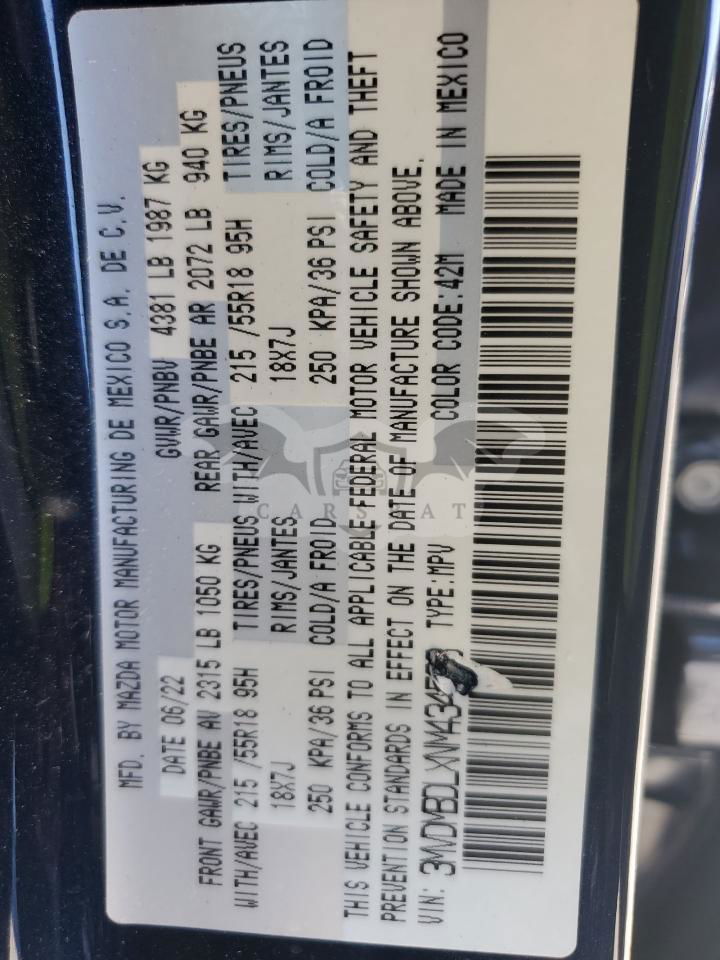 MFD. BY MAZDA MOTOR MANUFACTURING DE MEXICO S.A. DE C.V.
DATE 06/22 GVWR/PNBV 4381 LB 1987 KG
FRONT GAWR/PNBE AV 2315 LB 1050 KG REAR GAWR/PNBE AR 2072 LB 940 KG
WITH/AVEC 215 /55R18 95H TIRES/PNEUS WITH/AVEC 215 /55R18 95H TIRES/PNEUS
18X7J RIMS/JANTES 18X7J RIMS/JANTES
250 KPA/36 PSI COLD/A FROID 250 KPA/36 PSI COLD/A FROID
THIS VEHICLE CONFORMS TO ALL APPLICABLE FEDERAL MOTOR VEHICLE SAFETY AND THEFT
PREVENTION STANDARDS IN EFFECT ON THE DATE OF MANUFACTURE SHOWN ABOVE.
VIN: TYPE:MPV COLOR CODE:42M MADE IN MEXICO
CARSFAT